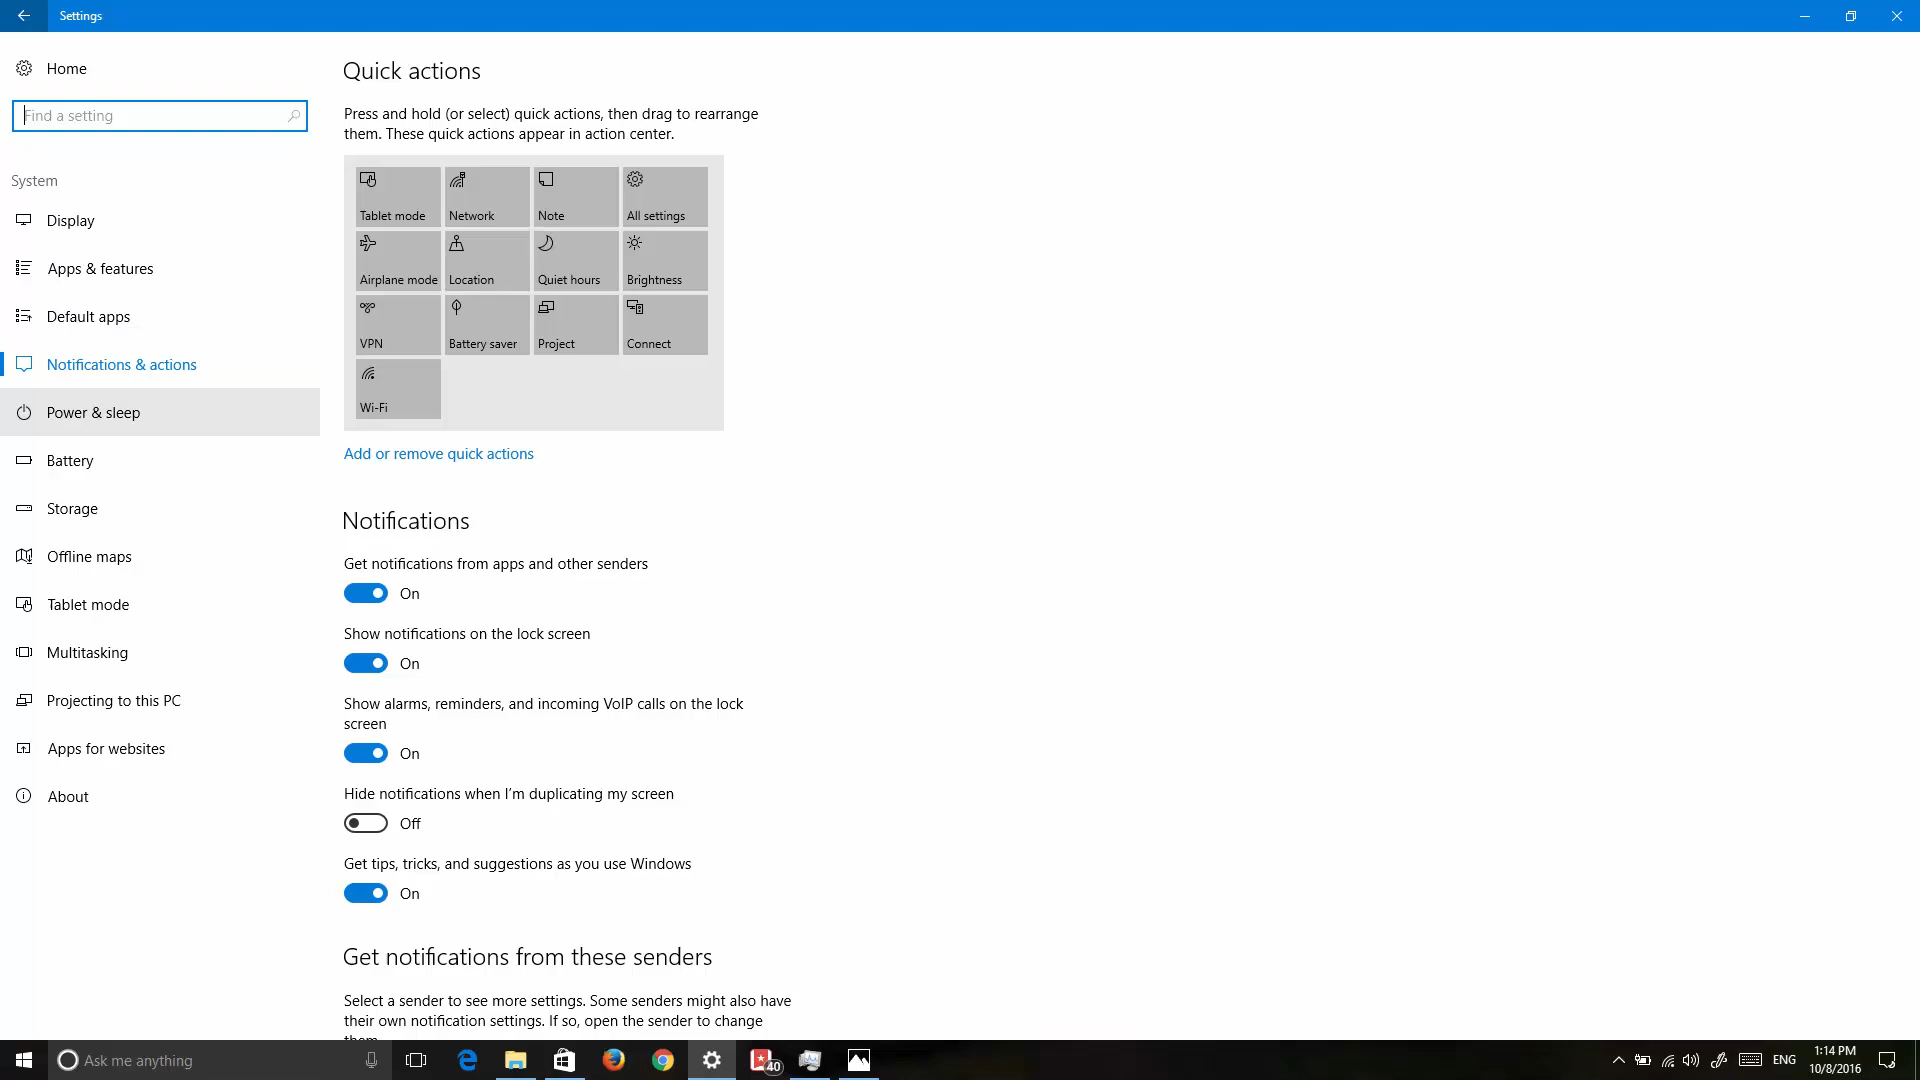 Settings
Home
Find a setting
System
Display
Apps & features
Default apps
Notifications & actions
Power & sleep
Battery
Storage
Offline maps
Tablet mode
Multitasking
Projecting to this PC
Apps for websites
About
Quick actions
Press and hold (or select) quick actions, then drag to rearrange
them. These quick actions appear in action center.
Tablet mode
Network
Note
All settings
Airplane mode
Location
Quiet hours
Brightness
VPN
Battery saver
Project
Connect
Wi-Fi
Add or remove quick actions
Notifications
Get notifications from apps and other senders
On
Show notifications on the lock screen
On
Show alarms, reminders, and incoming VoIP calls on the lock
screen
On
Hide notifications when I'm duplicating my screen
Off
Get tips, tricks, and suggestions as you use Windows
On
Get notifications from these senders
Select a sender to see more settings. Some senders might also have
their own notification settings. If so, open the sender to change
them.
Ask me anything
40
ENG
1:14 PM
10/8/2016